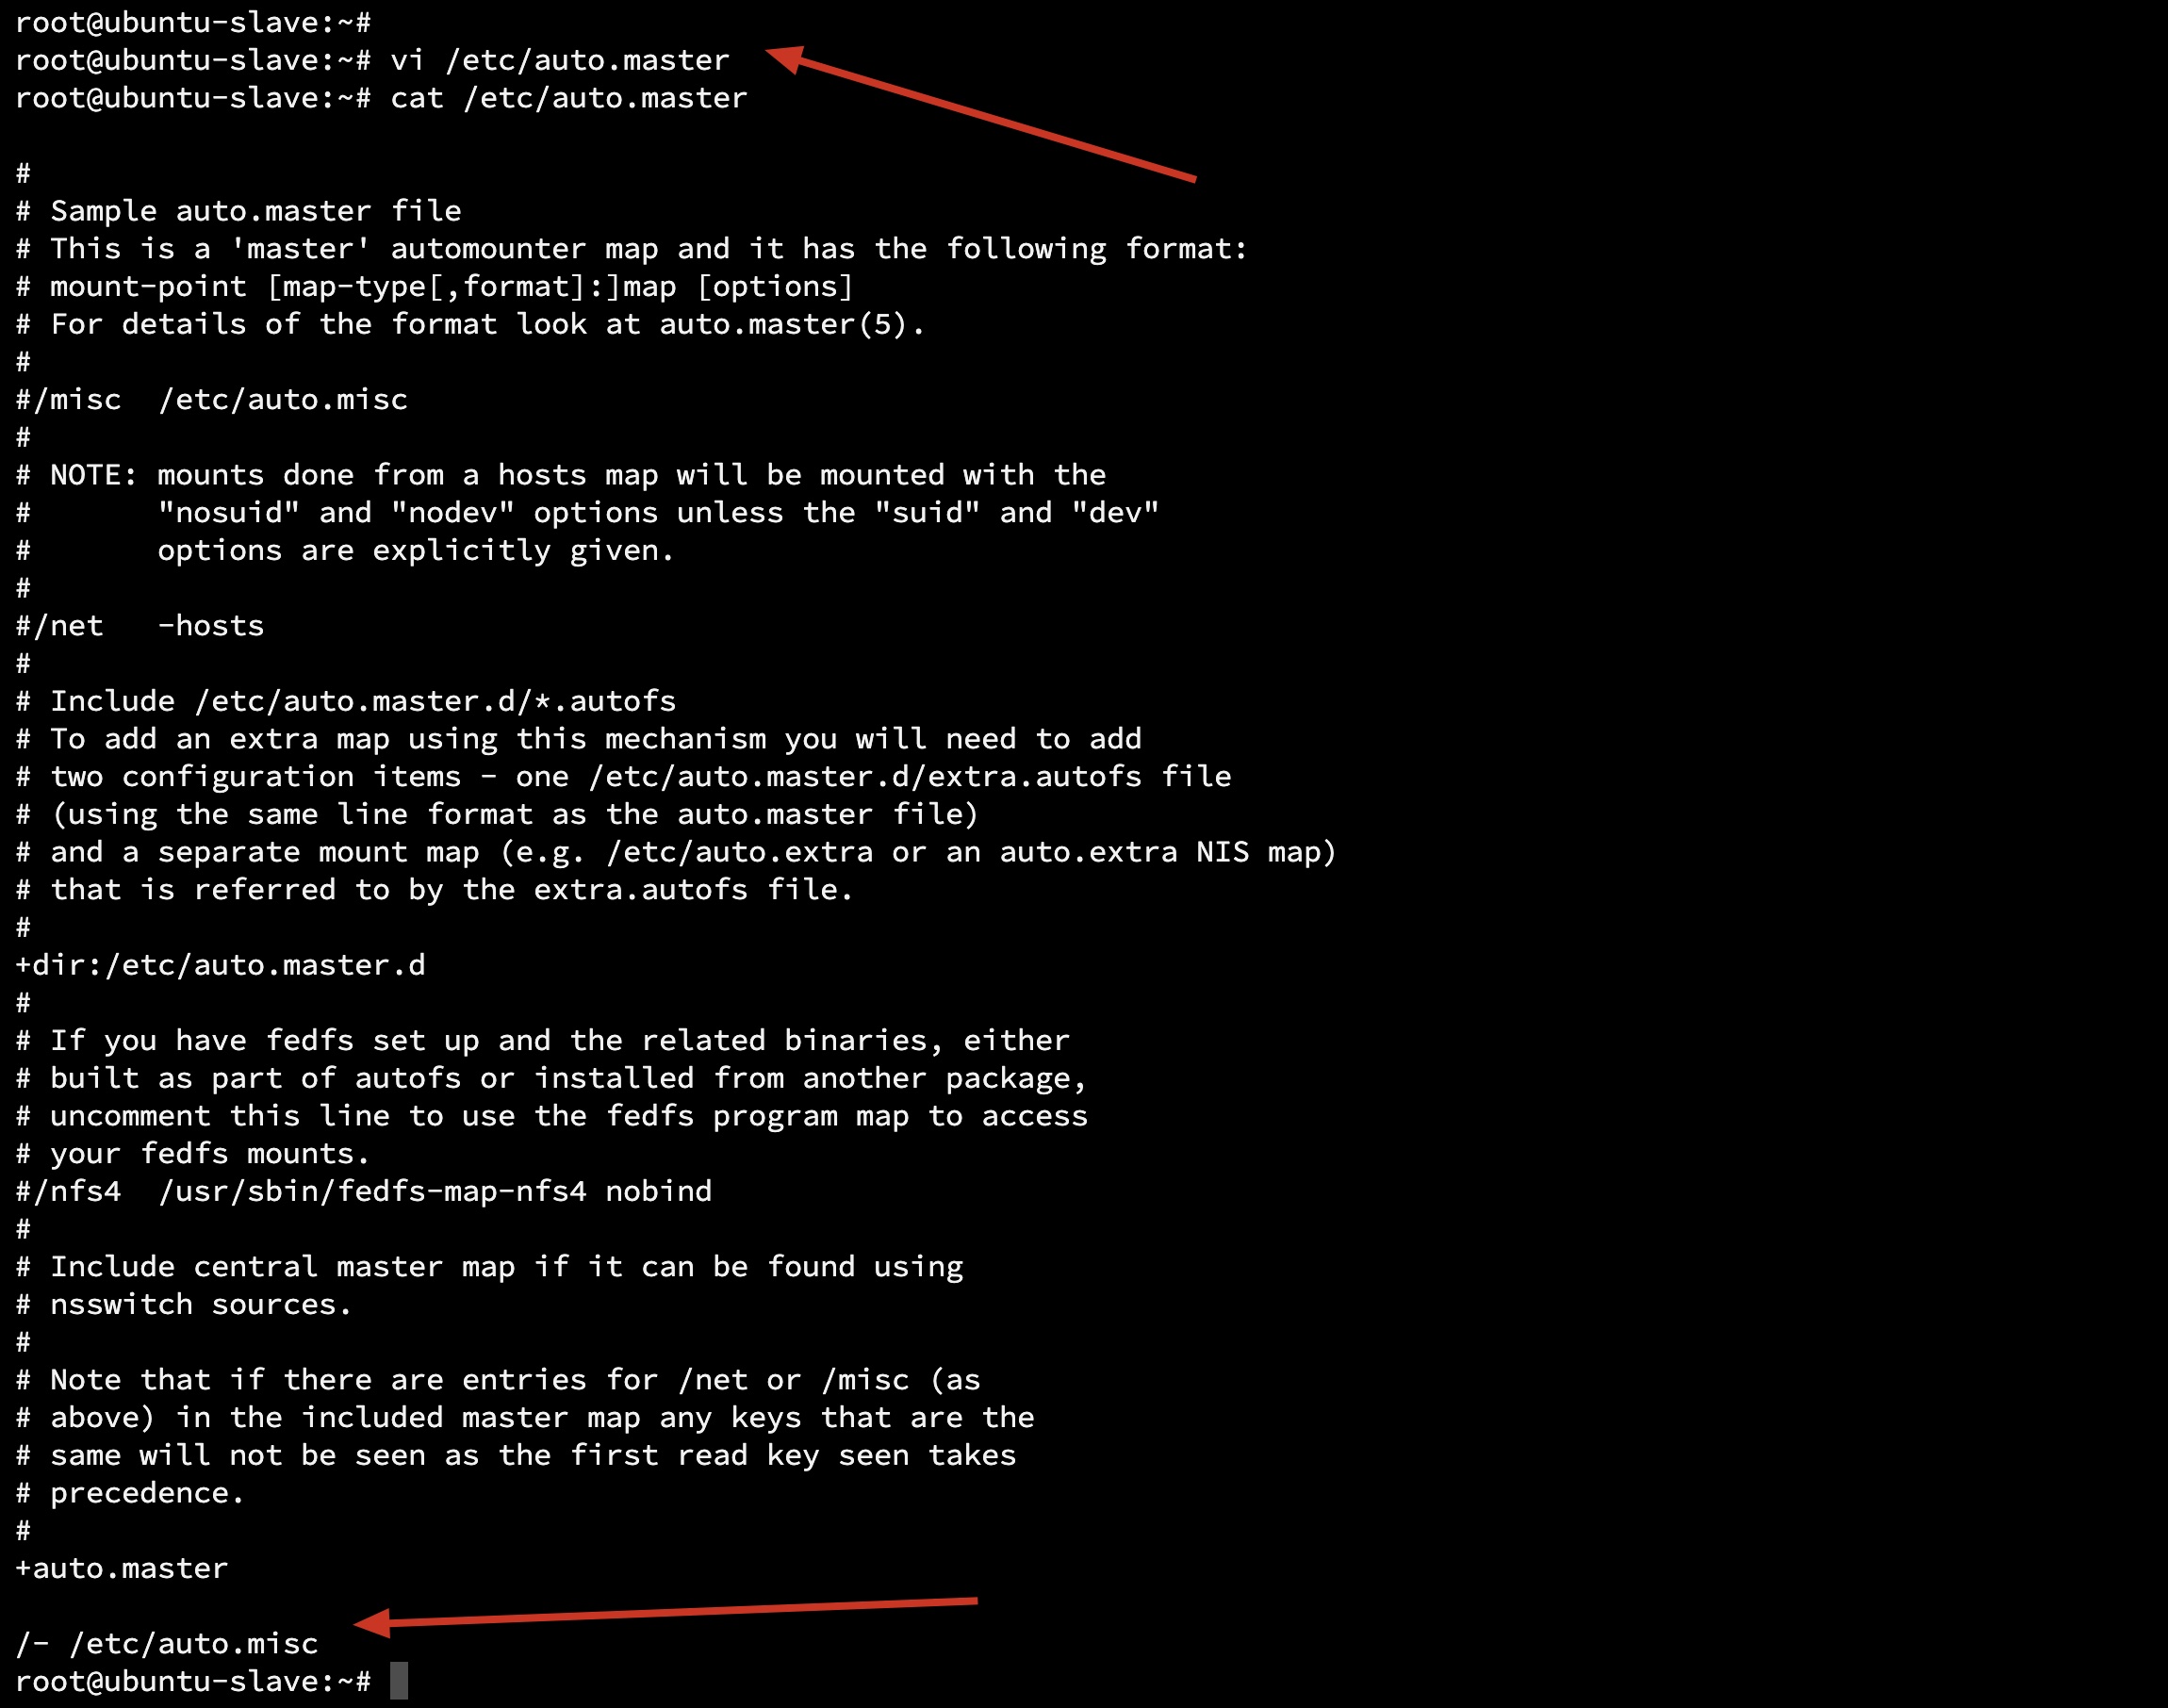 root@ubuntu-slave:~#
root@ubuntu-slave:~# vi /etc/auto.master
root@ubuntu-slave:~# cat /etc/auto.master
#
# Sample auto.master file
# This is a 'master' automounter map and it has the following format:
# mount-point [map-type[,format]:]map [options]
# For details of the format look at auto.master(5).
#
#/misc  /etc/auto.misc
#
# NOTE: mounts done from a hosts map will be mounted with the
#       "nosuid" and "nodev" options unless the "suid" and "dev"
#       options are explicitly given.
#
#/net   -hosts
#
# Include /etc/auto.master.d/*.autofs
# To add an extra map using this mechanism you will need to add
# two configuration items - one /etc/auto.master.d/extra.autofs file
# (using the same line format as the auto.master file)
# and a separate mount map (e.g. /etc/auto.extra or an auto.extra NIS map)
# that is referred to by the extra.autofs file.
#
+dir:/etc/auto.master.d
#
# If you have fedfs set up and the related binaries, either
# built as part of autofs or installed from another package,
# uncomment this line to use the fedfs program map to access
# your fedfs mounts.
#/nfs4  /usr/sbin/fedfs-map-nfs4 nobind
#
# Include central master map if it can be found using
# nsswitch sources.
#
# Note that if there are entries for /net or /misc (as
# above) in the included master map any keys that are the
# same will not be seen as the first read key seen takes
# precedence.
#
+auto.master
/- /etc/auto.misc
root@ubuntu-slave:~#